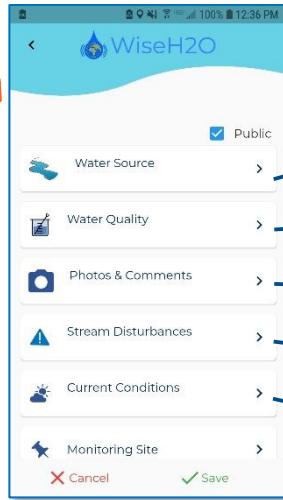 100% 12:36 PM
WiseH2O
Public
Water Source
Water Quality
Photos & Comments
Stream Disturbances
Current Conditions
Monitoring Site
Cancel
Save